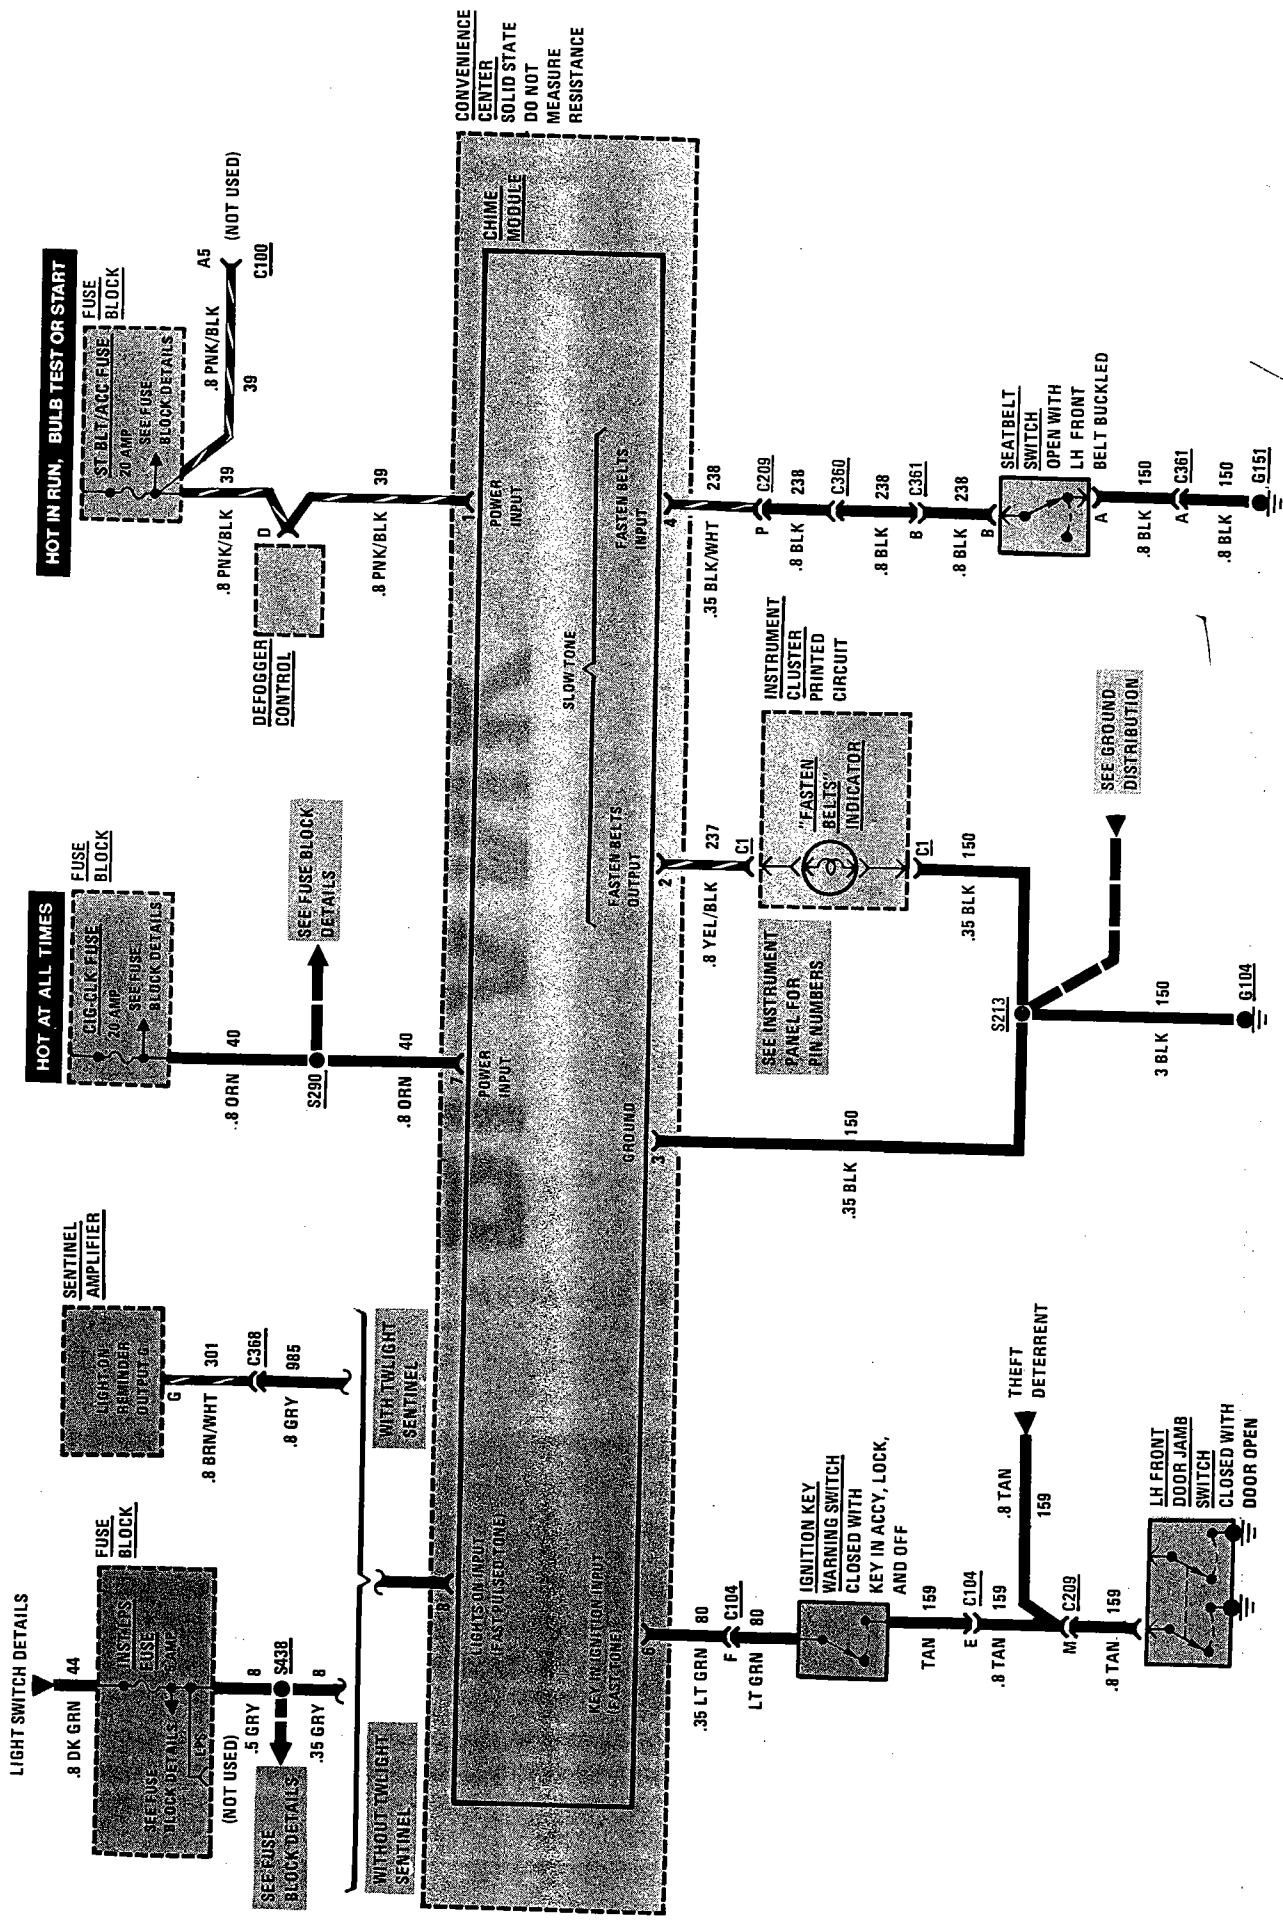 LIGHT SWITCH DETAILS
.8 DK GRN
44
FUSE
BLOCK
INST/EPS
FUSE
5 AMP
SEE FUSE
BLOCK DETAILS
EPS
(NOT USED)
.5 GRY
8
S438
SEE FUSE
BLOCK DETAILS
.35 GRY
8
WITHOUT TWLIGHT
SENTINEL
SENTINEL
AMPLIFIER
LIGHT ON
REMINDER
OUTPUT G
G
.8 BRN/WHT
301
C368
.8 GRY
985
WITH TWLIGHT
SENTINEL
HOT AT ALL TIMES
FUSE
BLOCK
CIG-CLK FUSE
20 AMP
SEE FUSE
BLOCK DETAILS
.8 ORN
40
S290
SEE FUSE BLOCK
DETAILS
.8 ORN
40
HOT IN RUN, BULB TEST OR START
FUSE
BLOCK
ST BLT/ACC FUSE
20 AMP
SEE FUSE
BLOCK DETAILS
.8 PNK/BLK
39
A5
(NOT USED)
C100
.8 PNK/BLK
39
D
DEFOGGER
CONTROL
.8 PNK/BLK
39
CONVENIENCE
CENTER
SOLID STATE
DO NOT
MEASURE
RESISTANCE
CHIME
MODULE
8
LIGHTS ON INPUT
(FAST PULSED TONE)
7
POWER
INPUT
1
POWER
INPUT
SLOW TONE
KEY IN IGNITION INPUT
(FAST TONE)
GROUND
FASTEN BELTS
OUTPUT
FASTEN BELTS
INPUT
6
3
2
4
.35 LT GRN
80
F
C104
LT GRN
80
IGNITION KEY
WARNING SWITCH
CLOSED WITH
KEY IN ACCY, LOCK,
AND OFF
TAN
159
E
C104
.8 TAN
159
.8 TAN
159
THEFT
DETERRENT
M
C209
.8 TAN
159
LH FRONT
DOOR JAMB
SWITCH
CLOSED WITH
DOOR OPEN
.35 BLK
150
.8 YEL/BLK
237
C1
SEE INSTRUMENT
PANEL FOR
PIN NUMBERS
"FASTEN
BELTS"
INDICATOR
INSTRUMENT
CLUSTER
PRINTED
CIRCUIT
C1
.35 BLK
150
S213
SEE GROUND
DISTRIBUTION
3 BLK
150
G104
.35 BLK/WHT
238
P
C209
.8 BLK
238
C360
.8 BLK
238
B
C361
.8 BLK
238
B
SEATBELT
SWITCH
OPEN WITH
LH FRONT
BELT BUCKLED
A
.8 BLK
150
A
C361
.8 BLK
150
G151